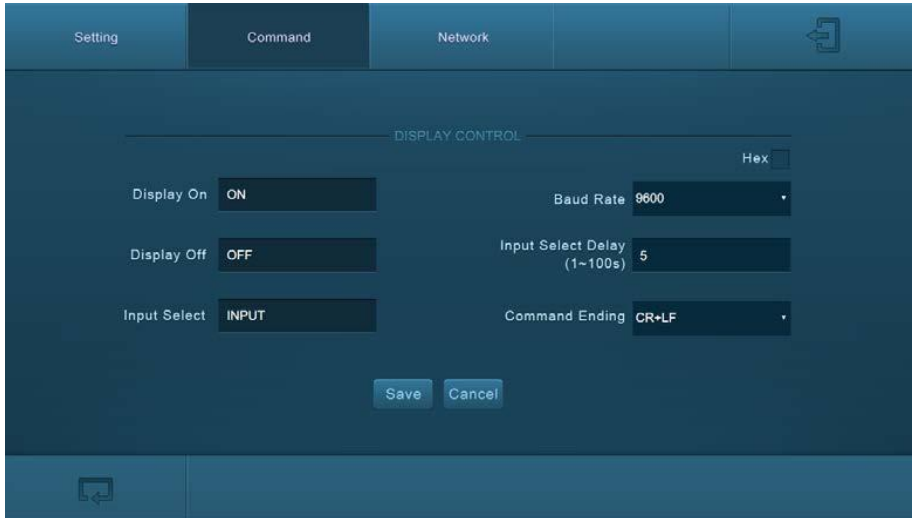 Setting Command Network
DISPLAY CONTROL
Hex
Display On ON Baud Rate 9600
Display Off OFF Input Select Delay
(1~100s) 5
Input Select INPUT Command Ending CR+LF
Save Cancel